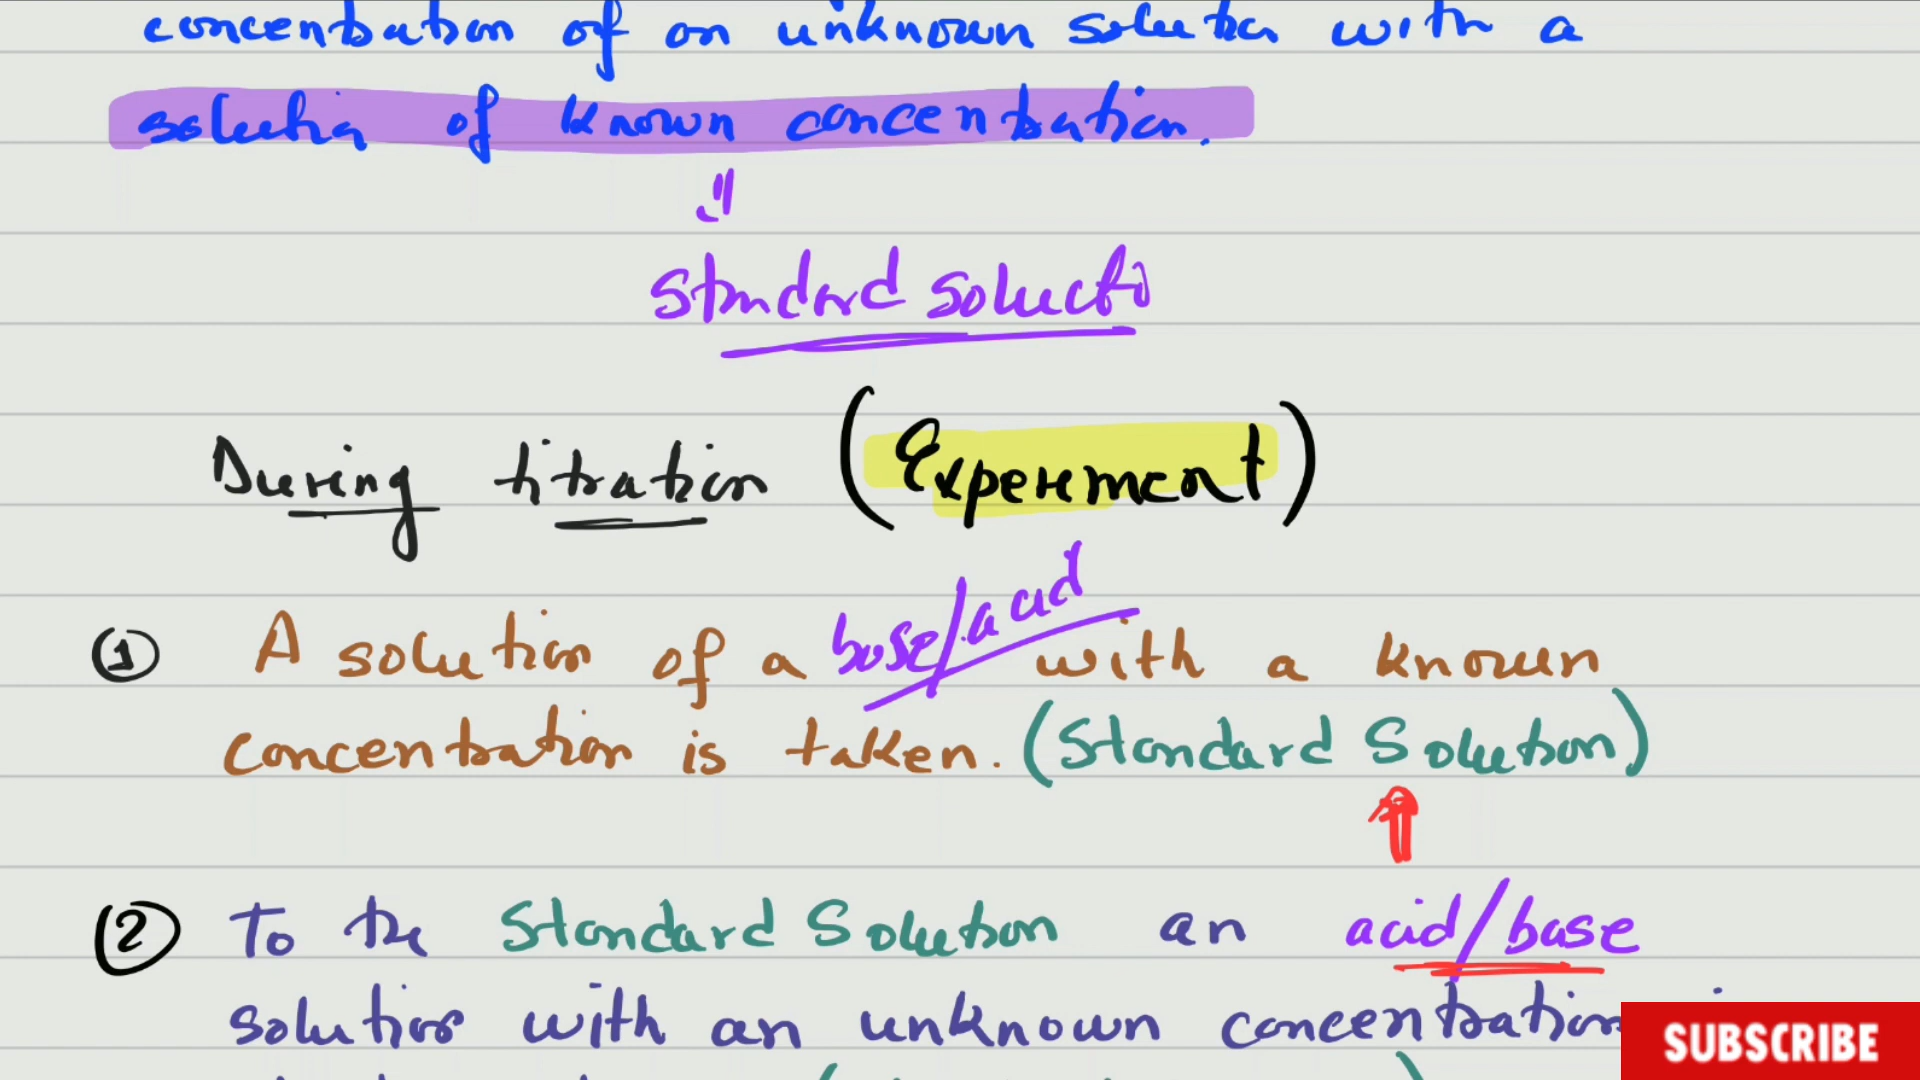 concentration of an unknown solution with a
solution of known concentration.
Standard soluti
During titration (Experiment)
① A solution of a base/acid with a known
concentration is taken. (Standard Solution)
② To the Standard Solution an acid/base
solution with an unknown concentration
SUBSCRIBE